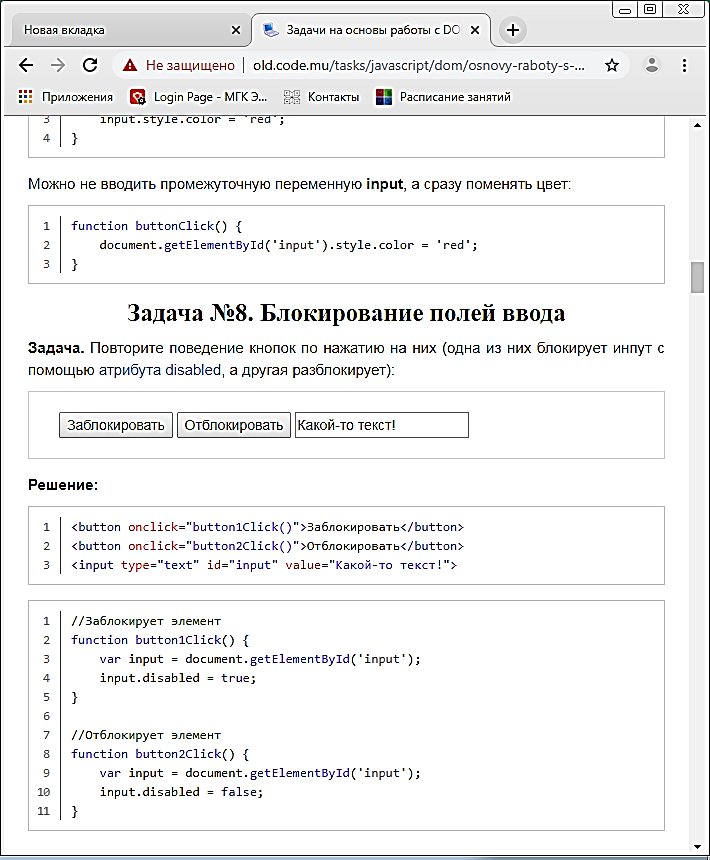 Новая вкладка
Задачи на основы работы с DO
Не защищено
old.code.mu/tasks/javascript/dom/osnovy-raboty-s-...
Приложения
Login Page - МГК Э...
Контакты
Расписание занятий
3 input.style.color = 'red';
4 }
Можно не вводить промежуточную переменную input, а сразу поменять цвет:
1 function buttonClick() {
2 document.getElementById('input').style.color = 'red';
3 }
Задача №8. Блокирование полей ввода
Задача. Повторите поведение кнопок по нажатию на них (одна из них блокирует инпут с
помощью атрибута disabled, а другая разблокирует):
Заблокировать Отблокировать Какой-то текст!
Решение:
1 <button onclick="button1Click()">Заблокировать</button>
2 <button onclick="button2Click()">Отблокировать</button>
3 <input type="text" id="input" value="Какой-то текст!">
1 //Заблокирует элемент
2 function button1Click() {
3 var input = document.getElementById('input');
4 input.disabled = true;
5 }
6
7 //Отблокирует элемент
8 function button2Click() {
9 var input = document.getElementById('input');
10 input.disabled = false;
11 }